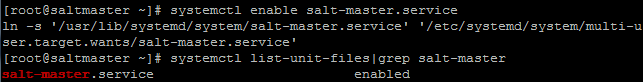 [root@saltmaster ~]# systemctl enable salt-master.service
ln -s '/usr/lib/systemd/system/salt-master.service' '/etc/systemd/system/multi-u
ser.target.wants/salt-master.service'
[root@saltmaster ~]# systemctl list-unit-files|grep salt-master
salt-master.service                         enabled